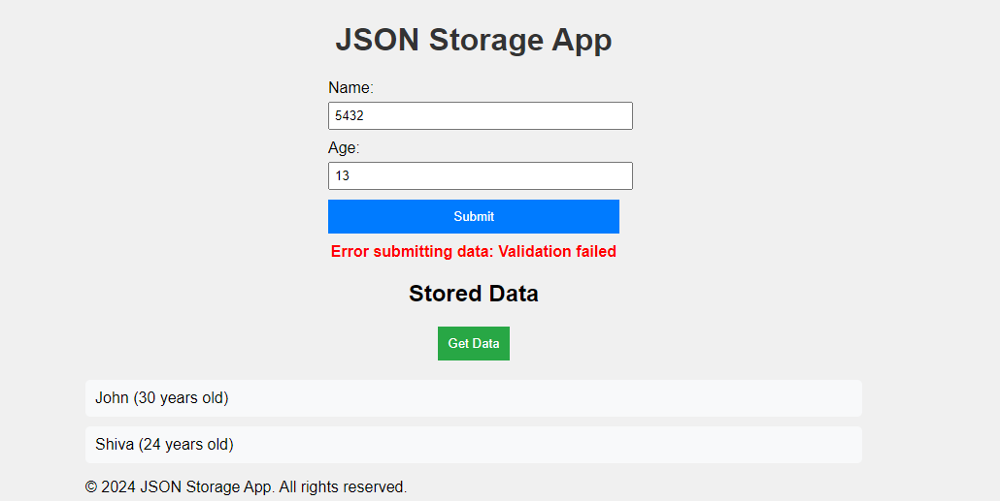 JSON Storage App
Name:
5432
Age:
13
Submit
Error submitting data: Validation failed
Stored Data
Get Data
John (30 years old)
Shiva (24 years old)
© 2024 JSON Storage App. All rights reserved.